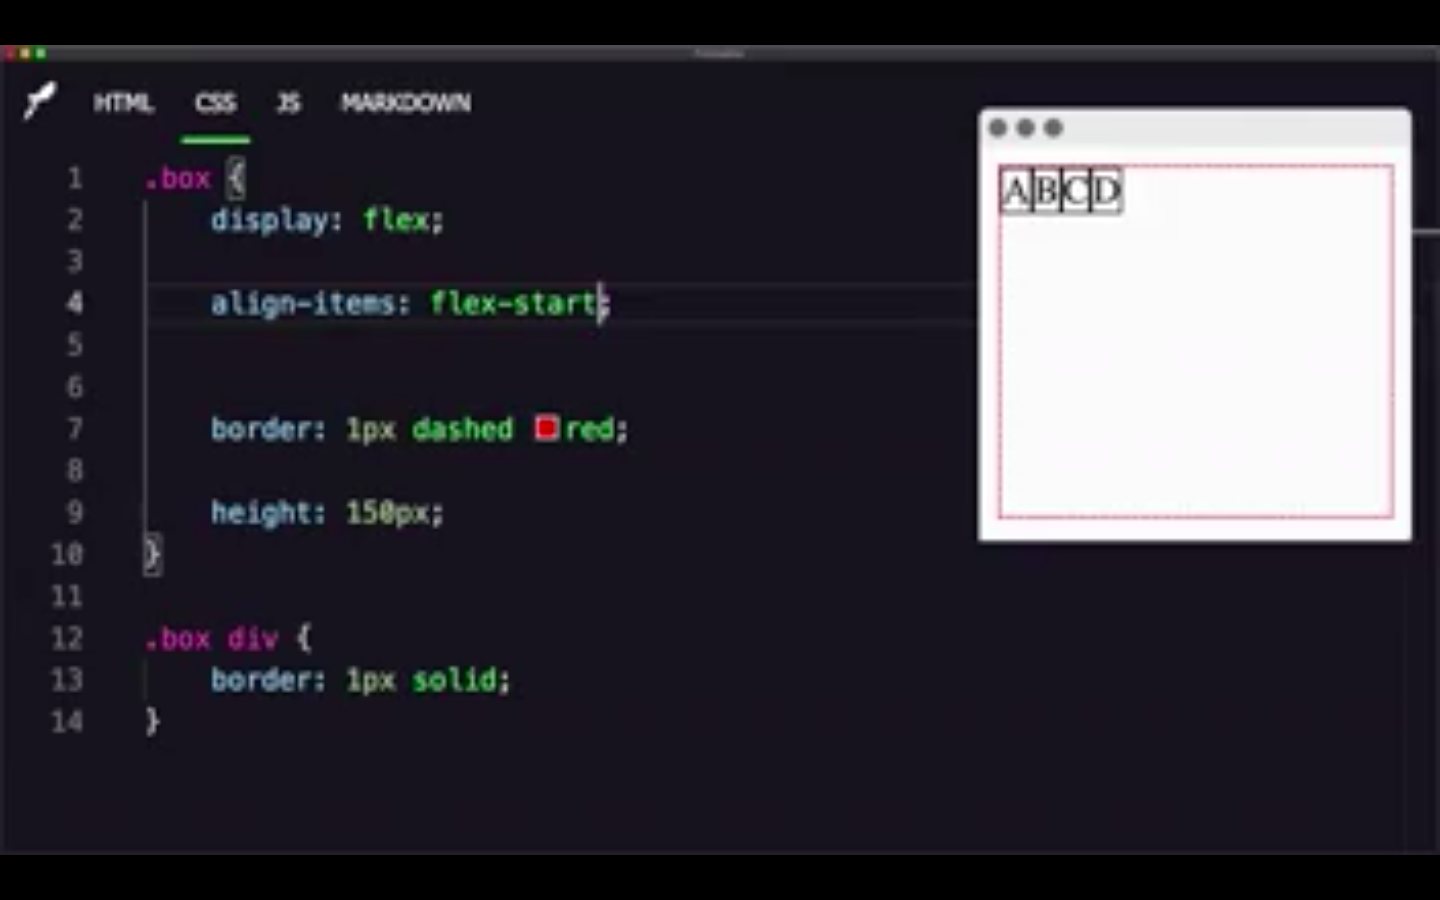 HTML CSS JS MARKDOWN
1 .box {
2 display: flex;
3
4 align-items: flex-start;
5
6
7 border: 1px dashed red;
8
9 height: 150px;
10 }
11
12 .box div {
13 border: 1px solid;
14 }
A B C D